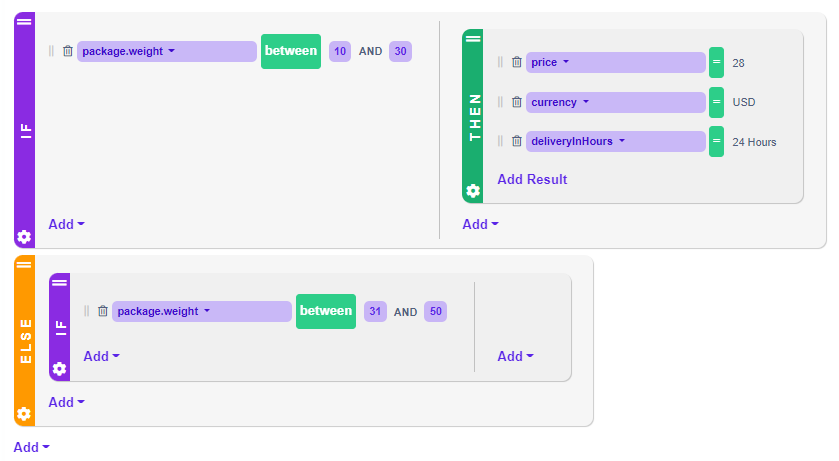 IF
package.weight between 10 AND 30
Add
THEN
price = 28
currency = USD
deliveryInHours = 24 Hours
Add Result
Add
ELSE
IF
package.weight between 31 AND 50
Add
Add
Add
Add